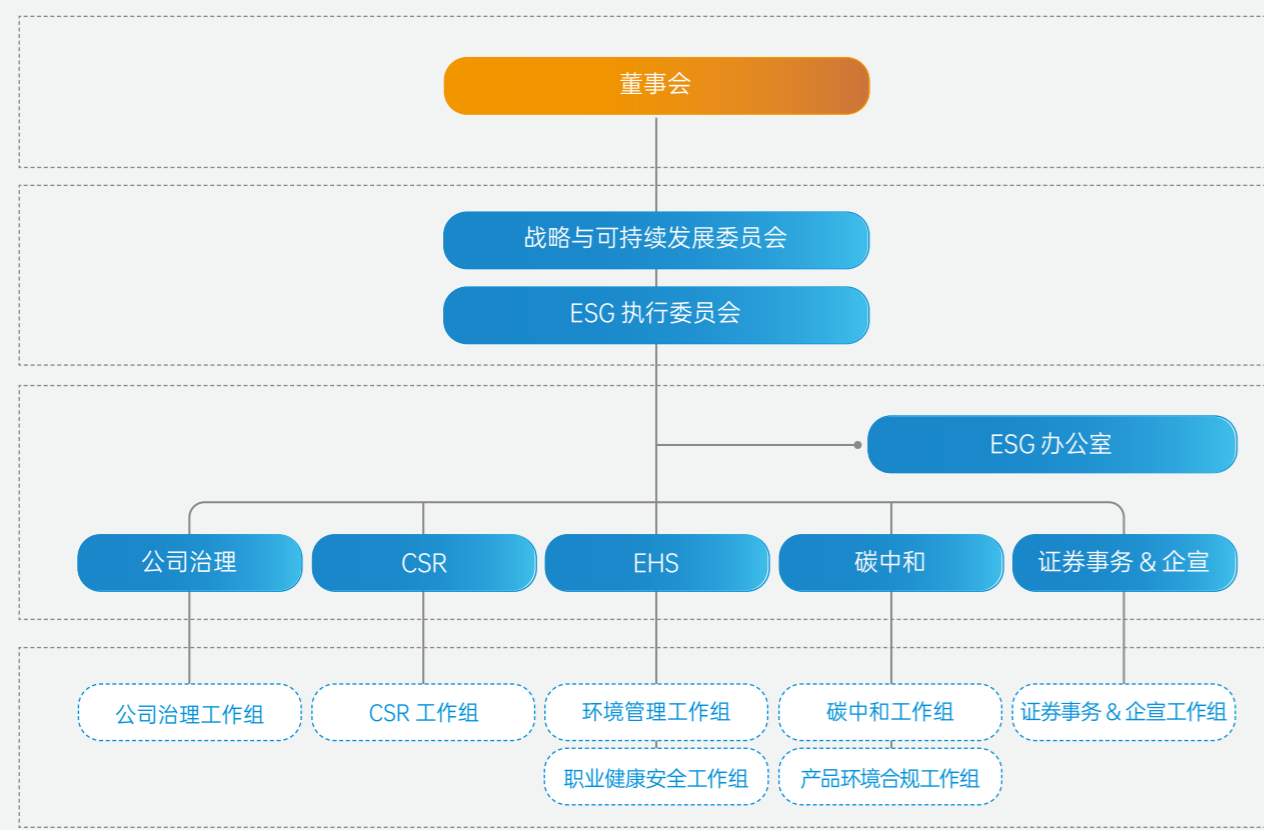 董事会
战略与可持续发展委员会
ESG 执行委员会
ESG 办公室
公司治理
CSR
EHS
碳中和
证券事务 & 企宣
公司治理工作组
CSR 工作组
环境管理工作组
碳中和工作组
证券事务 & 企宣工作组
职业健康安全工作组
产品环境合规工作组